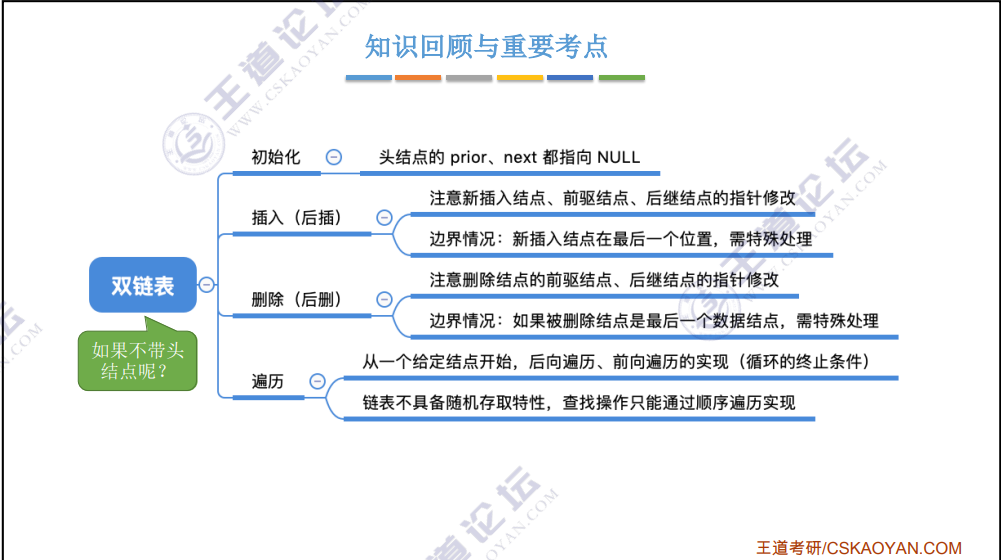 知识回顾与重要考点
初始化
头结点的 prior、next 都指向 NULL
插入（后插）
注意新插入结点、前驱结点、后继结点的指针修改
边界情况：新插入结点在最后一个位置，需特殊处理
双链表
如果不带头
结点呢？
删除（后删）
注意删除结点的前驱结点、后继结点的指针修改
边界情况：如果被删除结点是最后一个数据结点，需特殊处理
遍历
从一个给定结点开始，后向遍历、前向遍历的实现（循环的终止条件）
链表不具备随机存取特性，查找操作只能通过顺序遍历实现
王道论坛
WWW.CSKAOYAN.COM
王道论坛
WWW.CSKAOYAN.COM
王道考研/CSKAOYAN.COM